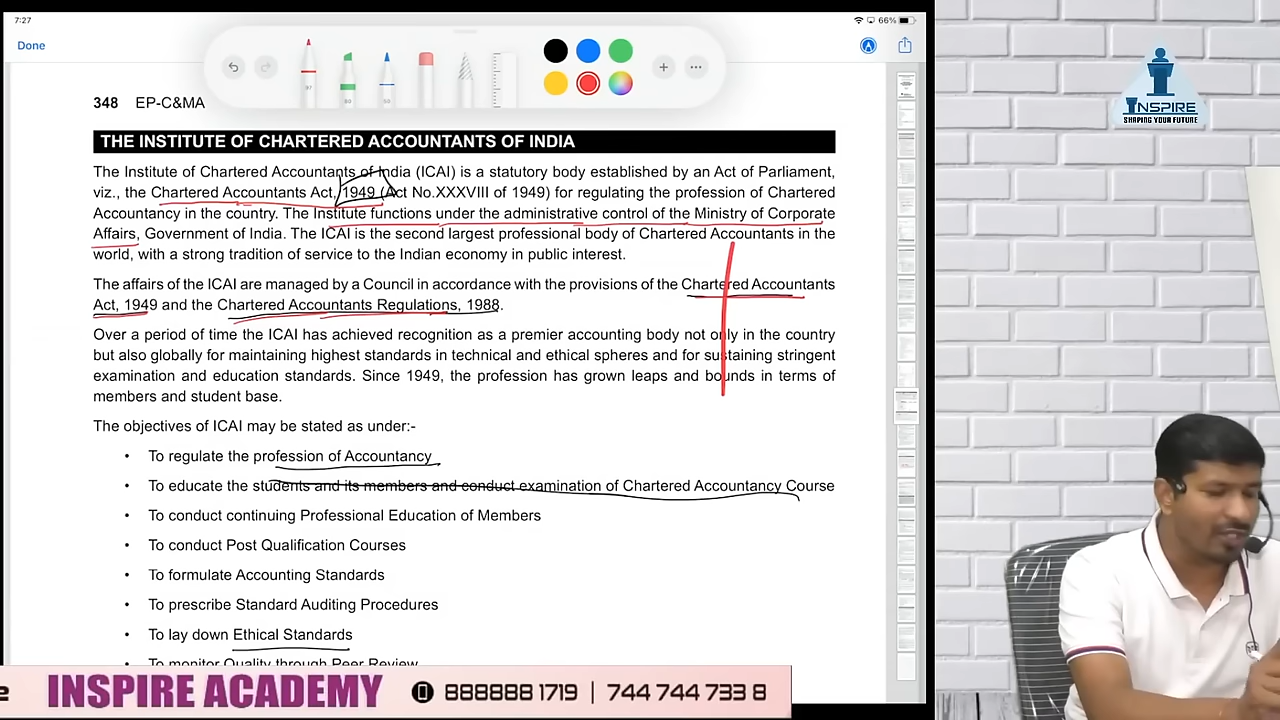 7:27
66%
Done
97
80
50
348 EP-C&MA
THE INSTITUTE OF CHARTERED ACCOUNTANTS OF INDIA
The Institute of Chartered Accountants of India (ICAI) is a statutory body established by an Act of Parliament,
viz., the Chartered Accountants Act, 1949 (Act No.XXXVIII of 1949) for regulating the profession of Chartered
Accountancy in the country. The Institute functions under the administrative control of the Ministry of Corporate
Affairs, Government of India. The ICAI is the second largest professional body of Chartered Accountants in the
world, with a strong tradition of service to the Indian economy in public interest.
The affairs of the ICAI are managed by a Council in accordance with the provisions of the Chartered Accountants
Act, 1949 and the Chartered Accountants Regulations, 1988.
Over a period of time the ICAI has achieved recognition as a premier accounting body not only in the country
but also globally for maintaining highest standards in technical and ethical spheres and for sustaining stringent
examination and education standards. Since 1949, the profession has grown leaps and bounds in terms of
members and student base.
The objectives of ICAI may be stated as under:-
• To regulate the profession of Accountancy
• To educate the students and its members and conduct examination of Chartered Accountancy Course
• To conduct continuing Professional Education of Members
• To conduct Post Qualification Courses
• To formulate Accounting Standards
• To prescribe Standard Auditing Procedures
• To lay down Ethical Standards
• To monitor Quality through Peer Review
INSPIRE ACADEMY 888888 1719 | 744 744 733 8
INSPIRE
SHAPING YOUR FUTURE